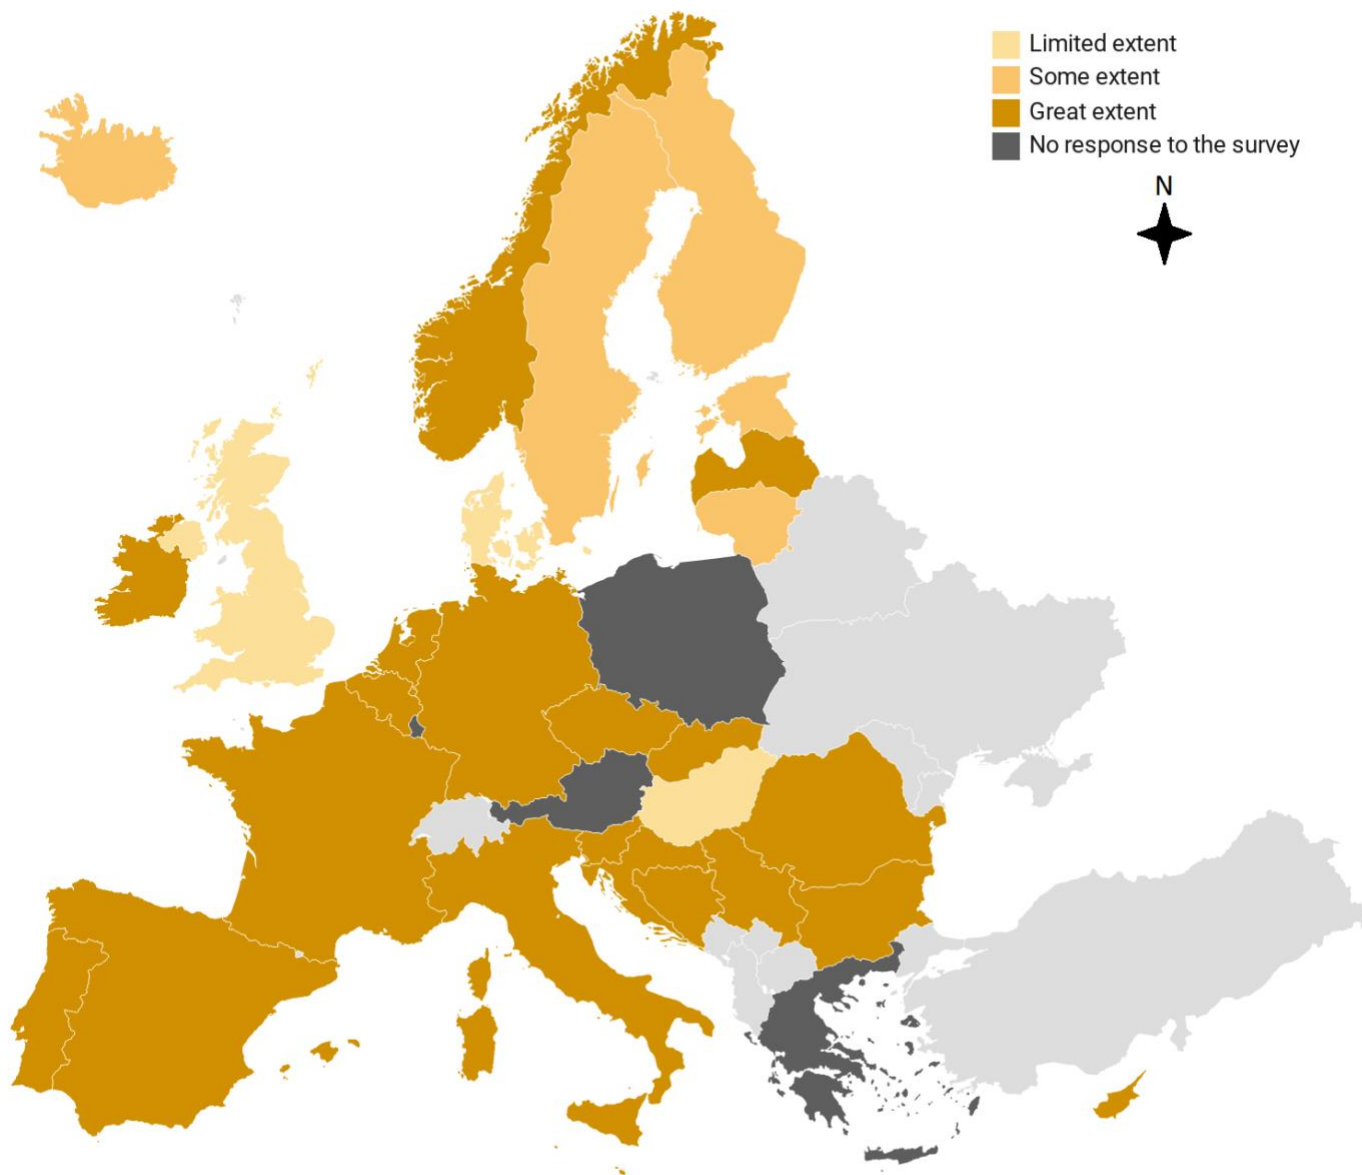 Limited extent
Some extent
Great extent
No response to the survey
N